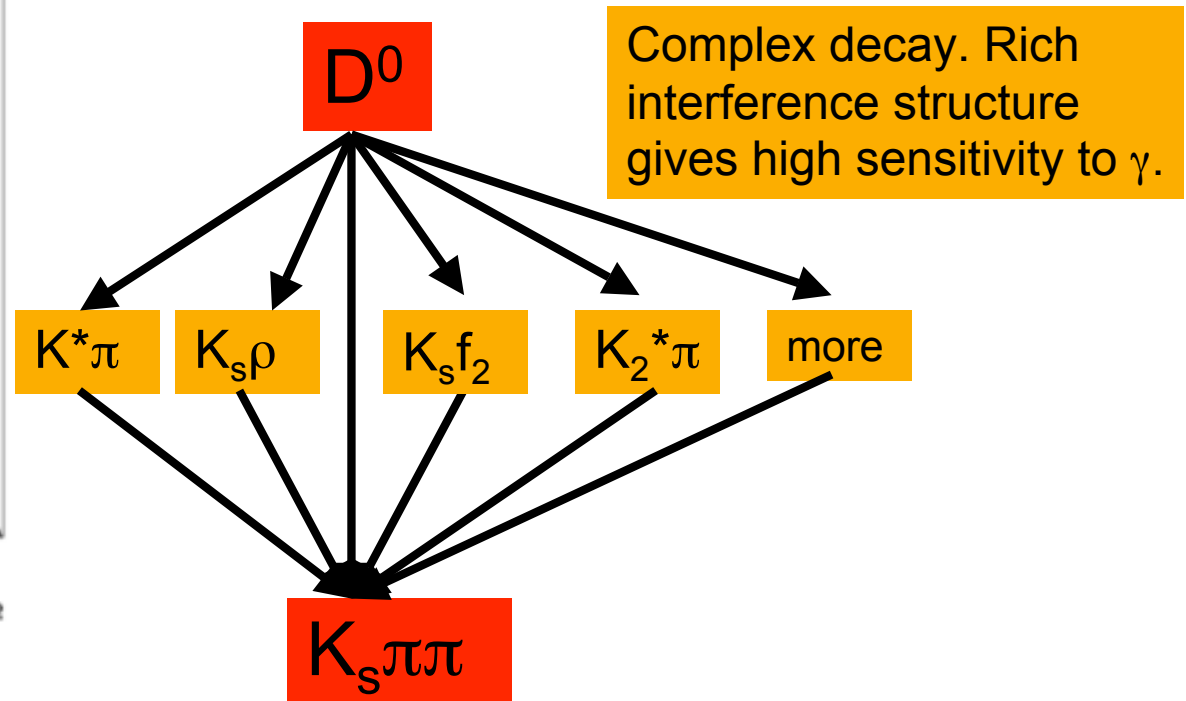 D⁰
Complex decay. Rich
interference structure
gives high sensitivity to γ.
K*π
Kₛρ
Kₛf₂
K₂*π
more
Kₛππ